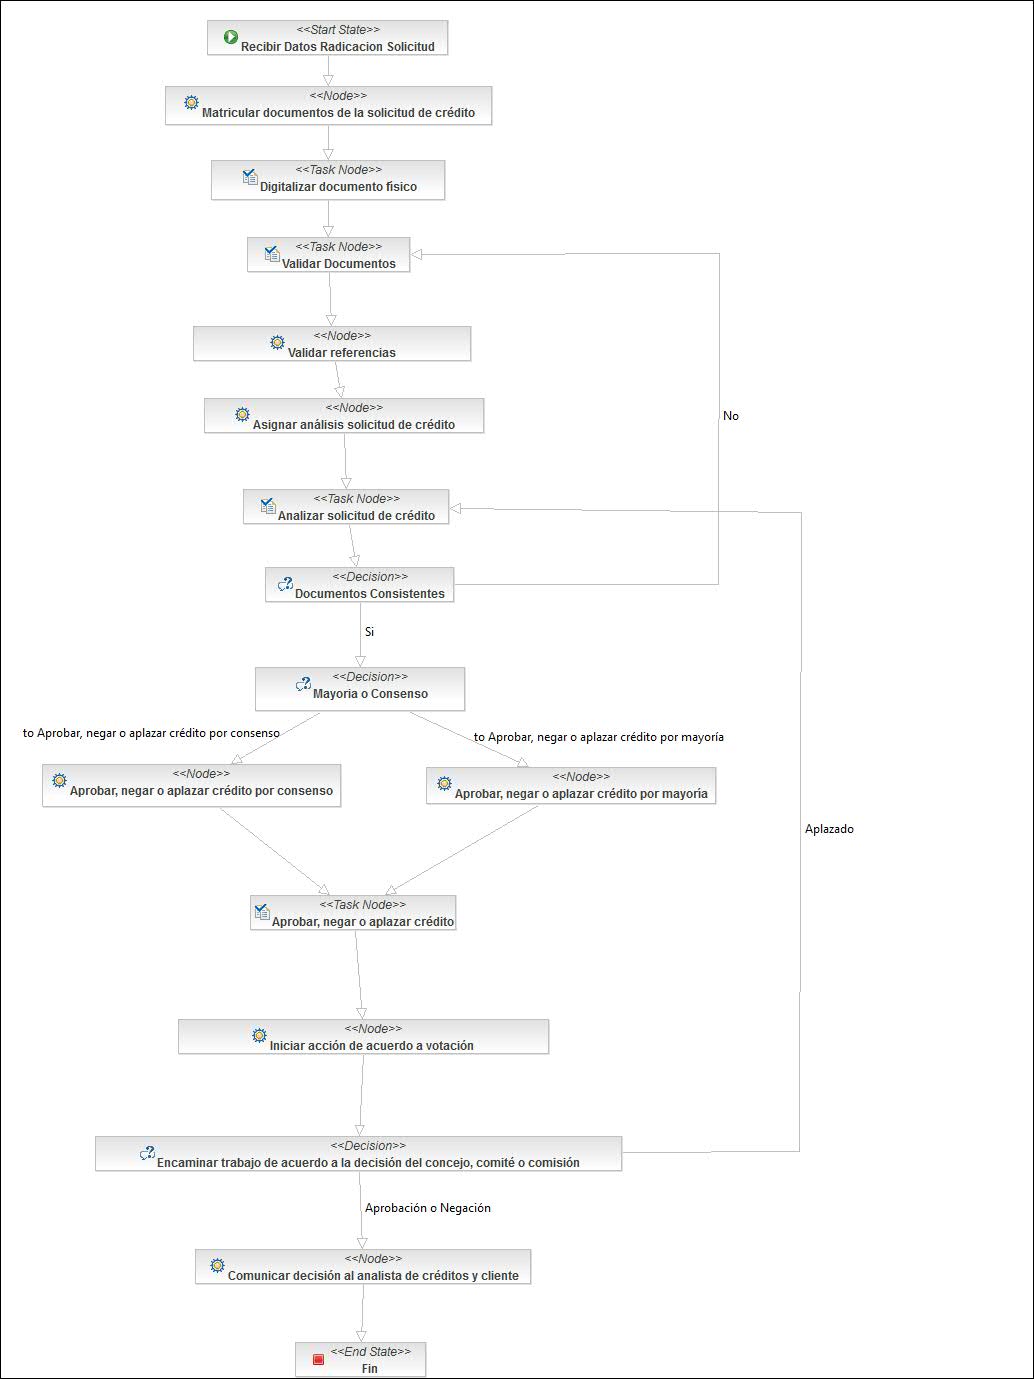 <<Start State>>
Recibir Datos Radicacion Solicitud
<<Node>>
Matricular documentos de la solicitud de crédito
<<Task Node>>
Digitalizar documento físico
<<Task Node>>
Validar Documentos
<<Node>>
Validar referencias
<<Node>>
Asignar análisis solicitud de crédito
No
<<Task Node>>
Analizar solicitud de crédito
<<Decision>>
Documentos Consistentes
Si
<<Decision>>
Mayoria o Consenso
to Aprobar, negar o aplazar crédito por consenso
to Aprobar, negar o aplazar crédito por mayoría
<<Node>>
Aprobar, negar o aplazar crédito por consenso
<<Node>>
Aprobar, negar o aplazar crédito por mayoría
Aplazado
<<Task Node>>
Aprobar, negar o aplazar crédito
<<Node>>
Iniciar acción de acuerdo a votación
<<Decision>>
Encaminar trabajo de acuerdo a la decisión del concejo, comité o comisión
Aprobación o Negación
<<Node>>
Comunicar decisión al analista de créditos y cliente
<<End State>>
Fin